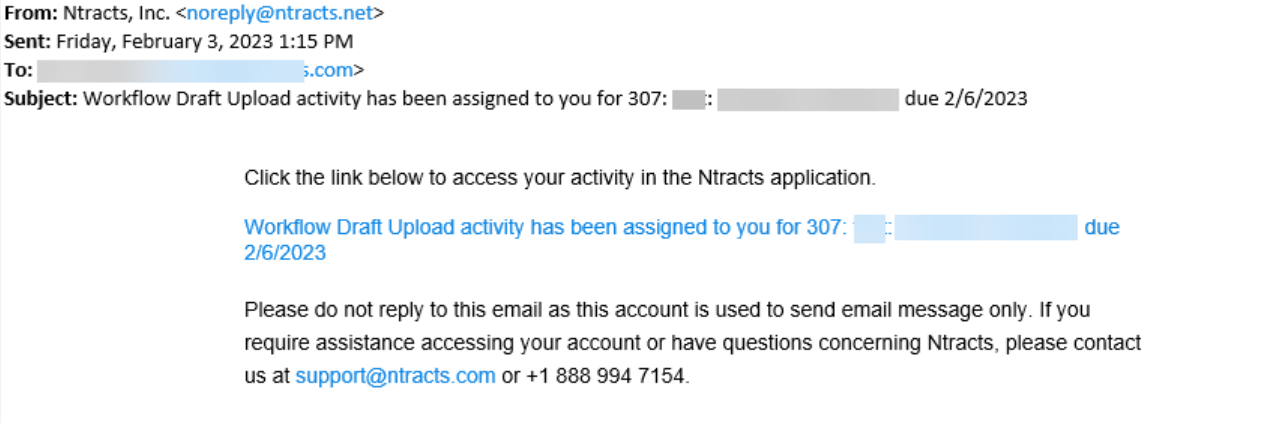 From: Ntracts, Inc. <noreply@ntracts.net>
Sent: Friday, February 3, 2023 1:15 PM
To: s.com>
Subject: Workflow Draft Upload activity has been assigned to you for 307: : due 2/6/2023
Click the link below to access your activity in the Ntracts application.
Workflow Draft Upload activity has been assigned to you for 307: : due
2/6/2023
Please do not reply to this email as this account is used to send email message only. If you
require assistance accessing your account or have questions concerning Ntracts, please contact
us at support@ntracts.com or +1 888 994 7154.